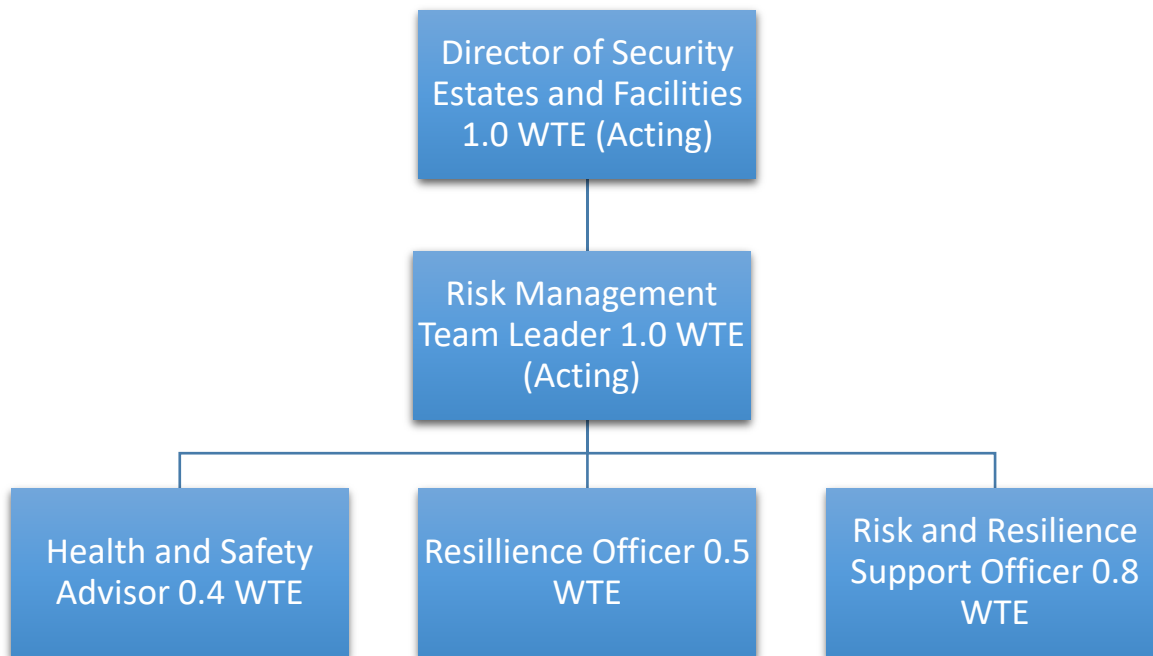 Director of Security
Estates and Facilities
1.0 WTE (Acting)
Risk Management
Team Leader 1.0 WTE
(Acting)
Health and Safety
Advisor 0.4 WTE
Resillience Officer 0.5
WTE
Risk and Resilience
Support Officer 0.8
WTE